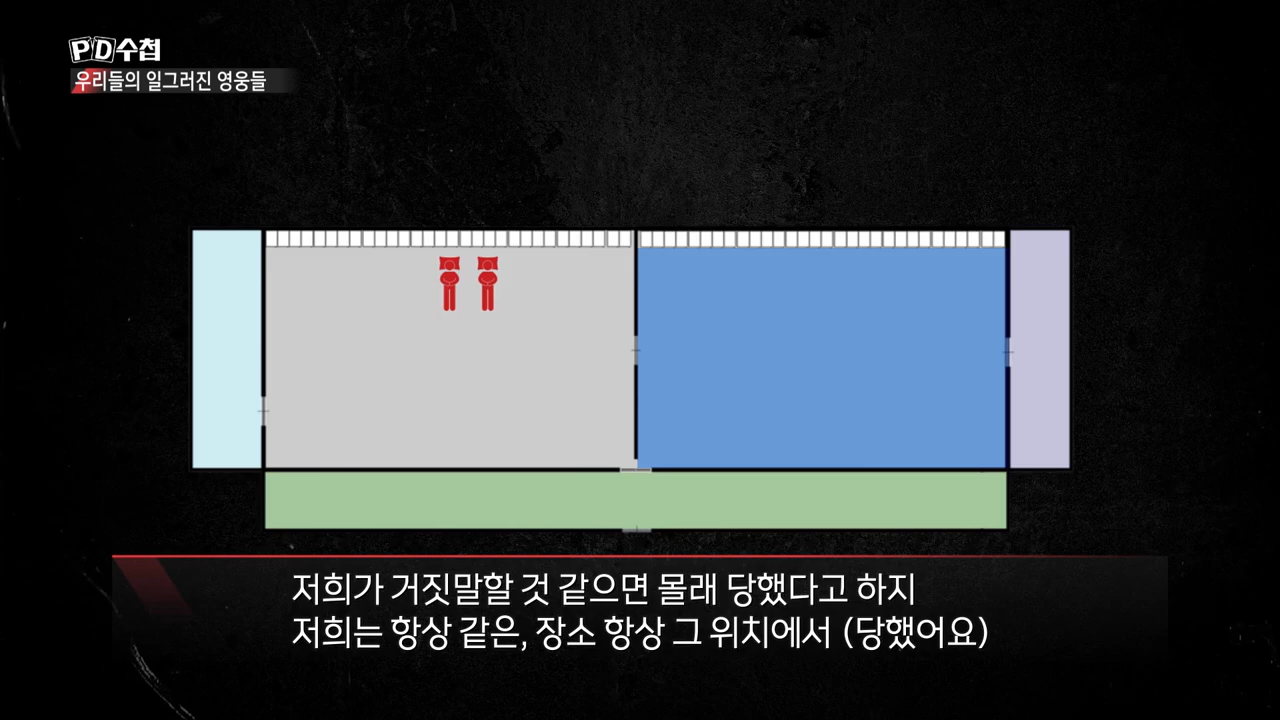 PD수첩
우리들의 일그러진 영웅들
저희가 거짓말할 것 같으면 몰래 당했다고 하지
저희는 항상 같은, 장소 항상 그 위치에서 (당했어요)